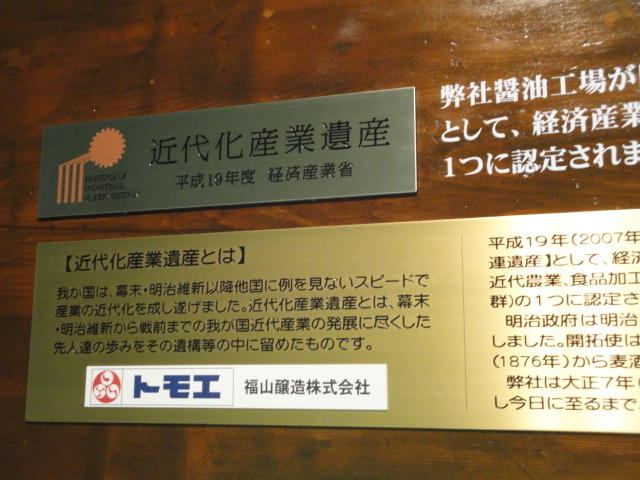 近代化産業遺産
平成19年度 経済産業省
HERITAGE OF
INDUSTRIAL
MODERNIZATION
弊社醤油工場が
として、経済産業
1つに認定されま
【近代化産業遺産とは】
我か国は、幕末・明治維新以降他国に例を見ないスピードで
産業の近代化を成し遂げました。近代化産業遺産とは、幕末
・明治維新から戦前までの我が国近代産業の発展に尽くした
先人達の歩みをその遺構等の中に留めたものです。
トモエ 福山醸造株式会社
平成19年(2007年
連遺産】として、経済
近代農業、食品加工
群)の1つに認定さ
明治政府は明治
しました。開拓使は
(1876年)から麦酒
弊社は大正7年(
し今日に至るまで